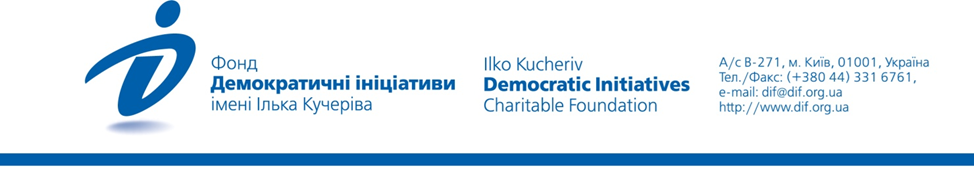 Фонд
Демократичні ініціативи
імені Ілька Кучеріва
Ilko Kucheriv
Democratic Initiatives
Charitable Foundation
А/с В-271, м. Київ, 01001, Україна
Тел./Факс: (+380 44) 331 6761,
e-mail: dif@dif.org.ua
http://www.dif.org.ua